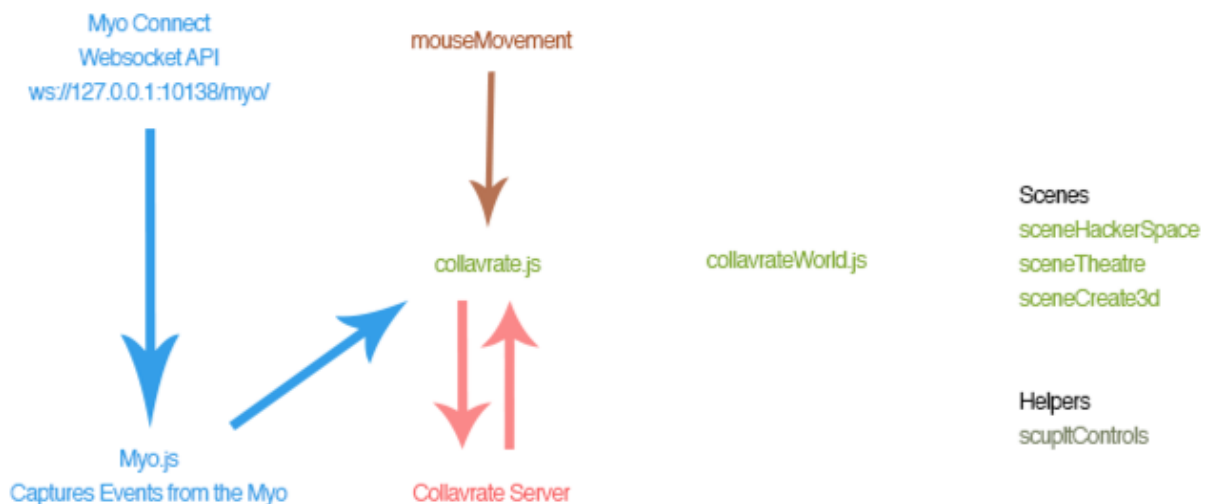 Myo Connect
Websocket API
ws://127.0.0.1:10138/myo/
mouseMovement
collavrate.js
collavrateWorld.js
Scenes
sceneHackerSpace
sceneTheatre
sceneCreate3d
Helpers
scupltControls
Myo.js
Captures Events from the Myo
Collavrate Server